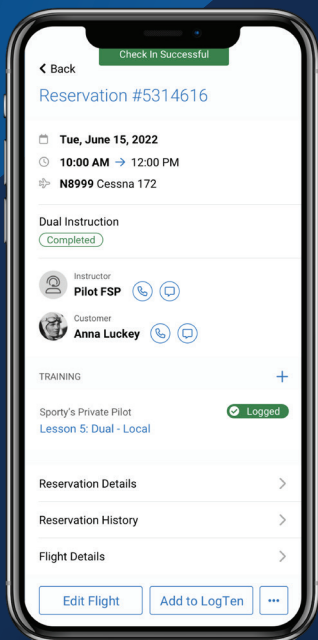 Check In Successful
Back
Reservation #5314616
Tue, June 15, 2022
10:00 AM → 12:00 PM
N8999 Cessna 172
Dual Instruction
Completed
Instructor
Pilot FSP
Customer
Anna Luckey
TRAINING +
Sporty's Private Pilot
Logged
Lesson 5: Dual - Local
Reservation Details
Reservation History
Flight Details
Edit Flight
Add to LogTen
•••